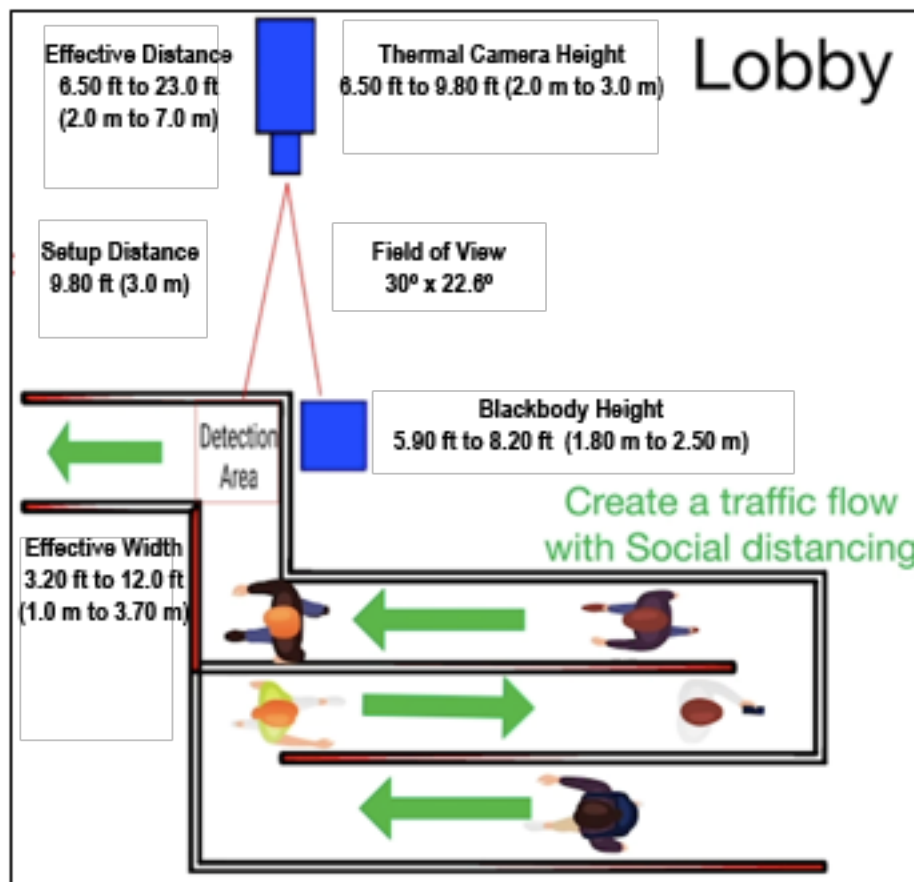 Effective Distance
6.50 ft to 23.0 ft
(2.0 m to 7.0 m)
Thermal Camera Height
6.50 ft to 9.80 ft (2.0 m to 3.0 m)
Lobby
Setup Distance
9.80 ft (3.0 m)
Field of View
30º x 22.6º
Detection
Area
Blackbody Height
5.90 ft to 8.20 ft (1.80 m to 2.50 m)
Create a traffic flow
with Social distancing
Effective Width
3.20 ft to 12.0 ft
(1.0 m to 3.70 m)